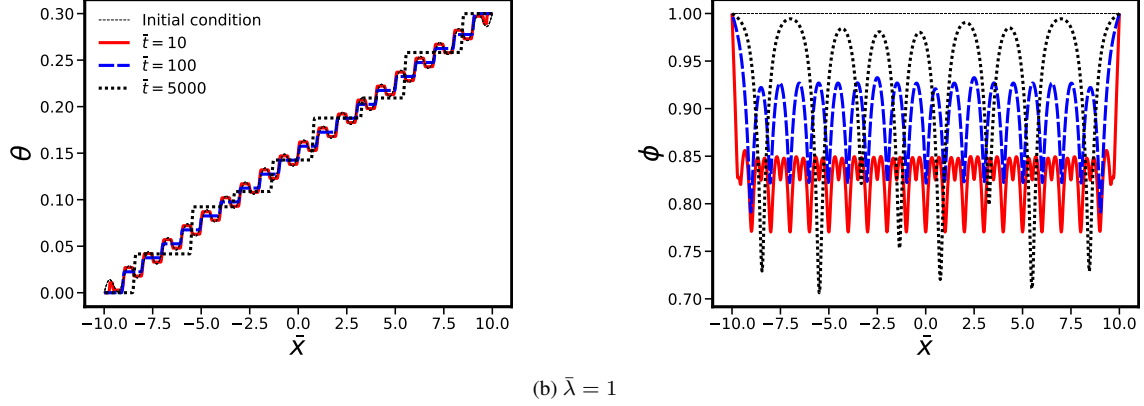 Initial condition
t̄ = 10
t̄ = 100
t̄ = 5000
0.30
0.25
0.20
0.15
0.10
0.05
0.00
θ
−10.0 −7.5 −5.0 −2.5 0.0 2.5 5.0 7.5 10.0
x̄
1.00
0.95
0.90
0.85
0.80
0.75
0.70
ϕ
−10.0 −7.5 −5.0 −2.5 0.0 2.5 5.0 7.5 10.0
x̄
(b) λ̄ = 1